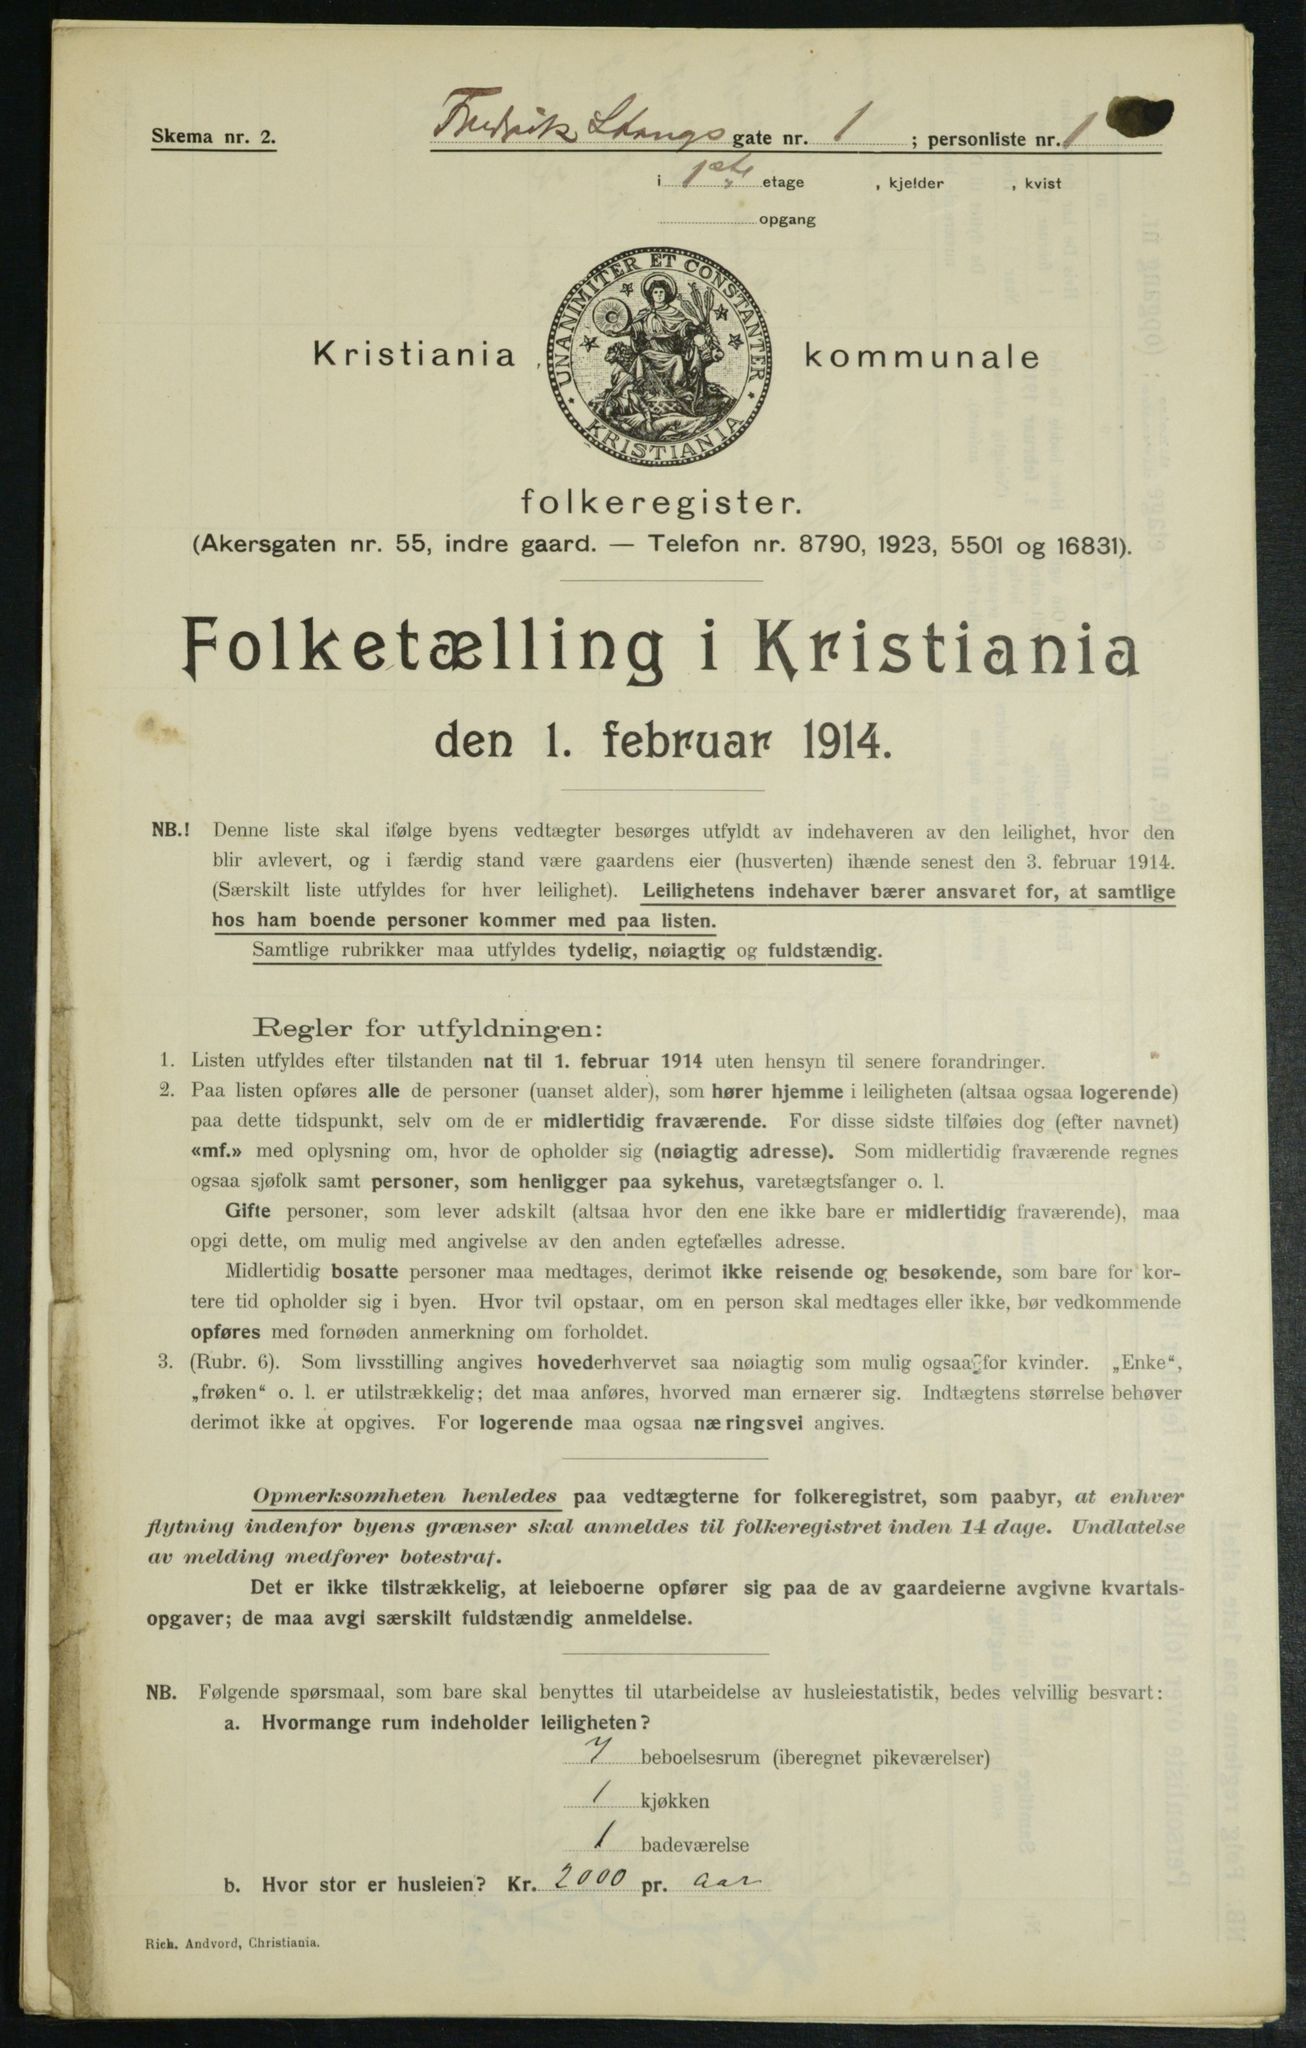 Skema nr. 2.
Fredrik Stangs gate nr. 1 ; personliste nr. 1
i 1ste etage , kjelder , kvist
opgang
UNANIMITER ET CONSTANTER
KRISTIANIA
Kristiania kommunale
folkeregister.
(Akersgaten nr. 55, indre gaard. — Telefon nr. 8790, 1923, 5501 og 16831).
Folketælling i Kristiania
den 1. februar 1914.
NB.! Denne liste skal ifølge byens vedtægter besørges utfyldt av indehaveren av den leilighet, hvor den
blir avlevert, og i færdig stand være gaardens eier (husverten) ihænde senest den 3. februar 1914.
(Særskilt liste utfyldes for hver leilighet). Leilighetens indehaver bærer ansvaret for, at samtlige
hos ham boende personer kommer med paa listen.
Samtlige rubrikker maa utfyldes tydelig, nøiagtig og fuldstændig.
Regler for utfyldningen:
1. Listen utfyldes efter tilstanden nat til 1. februar 1914 uten hensyn til senere forandringer.
2. Paa listen opføres alle de personer (uanset alder), som hører hjemme i leiligheten (altsaa ogsaa logerende)
paa dette tidspunkt, selv om de er midlertidig fraværende. For disse sidste tilføies dog (efter navnet)
«mf.» med oplysning om, hvor de opholder sig (nøiagtig adresse). Som midlertidig fraværende regnes
ogsaa sjøfolk samt personer, som henligger paa sykehus, varetægtsfanger o. l.
Gifte personer, som lever adskilt (altsaa hvor den ene ikke bare er midlertidig fraværende), maa
opgi dette, om mulig med angivelse av den anden egtefælles adresse.
Midlertidig bosatte personer maa medtages, derimot ikke reisende og besøkende, som bare for kor-
tere tid opholder sig i byen. Hvor tvil opstaar, om en person skal medtages eller ikke, bør vedkommende
opføres med fornøden anmerkning om forholdet.
3. (Rubr. 6). Som livsstilling angives hovederhvervet saa nøiagtig som mulig ogsaa for kvinder. „Enke“,
„frøken“ o. l. er utilstrækkelig; det maa anføres, hvorved man ernærer sig. Indtægtens størrelse behøver
derimot ikke at opgives. For logerende maa ogsaa næringsvei angives.
Opmerksomheten henledes paa vedtægterne for folkeregistret, som paabyr, at enhver
flytning indenfor byens grænser skal anmeldes til folkeregistret inden 14 dage. Undlatelse
av melding medfører botestraf.
Det er ikke tilstrækkelig, at leieboerne opfører sig paa de av gaardeierne avgivne kvartals-
opgaver; de maa avgi særskilt fuldstændig anmeldelse.
NB. Følgende spørsmaal, som bare skal benyttes til utarbeidelse av husleiestatistik, bedes velvillig besvart:
a. Hvormange rum indeholder leiligheten?
7 beboelsesrum (iberegnet pikeværelser)
1 kjøkken
1 badeværelse
b. Hvor stor er husleien? Kr. 2000 pr. aar
Rich. Andvord, Christiania.